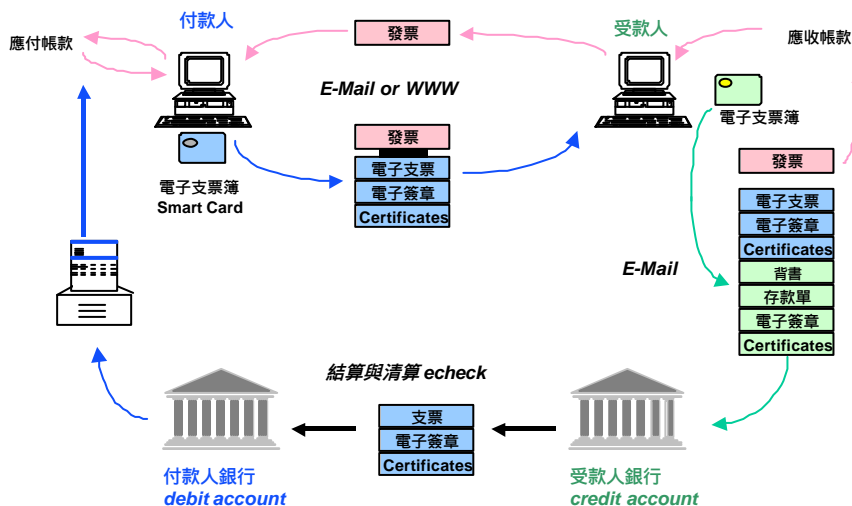 付款人
發票
受款人
應付帳款
應收帳款
E-Mail or WWW
電子支票簿
發票
電子支票
電子簽章
Certificates
電子支票簿
Smart Card
發票
電子支票
電子簽章
Certificates
背書
存款單
電子簽章
Certificates
E-Mail
結算與清算 echeck
支票
電子簽章
Certificates
付款人銀行
debit account
受款人銀行
credit account